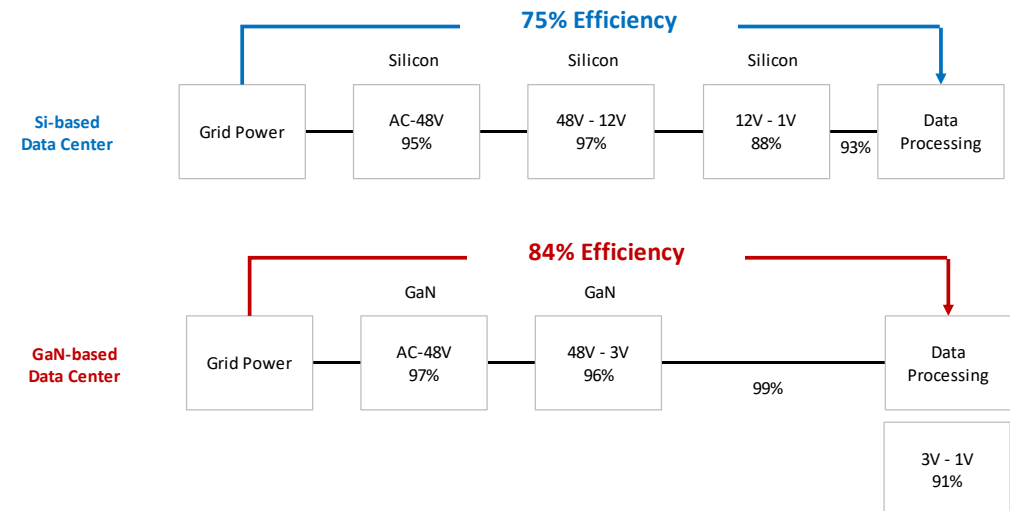 75% Efficiency
Silicon
Silicon
Silicon
Si-based
Data Center
Grid Power
AC-48V
95%
48V - 12V
97%
12V - 1V
88%
93%
Data
Processing
84% Efficiency
GaN
GaN
GaN-based
Data Center
Grid Power
AC-48V
97%
48V - 3V
96%
99%
Data
Processing
3V - 1V
91%